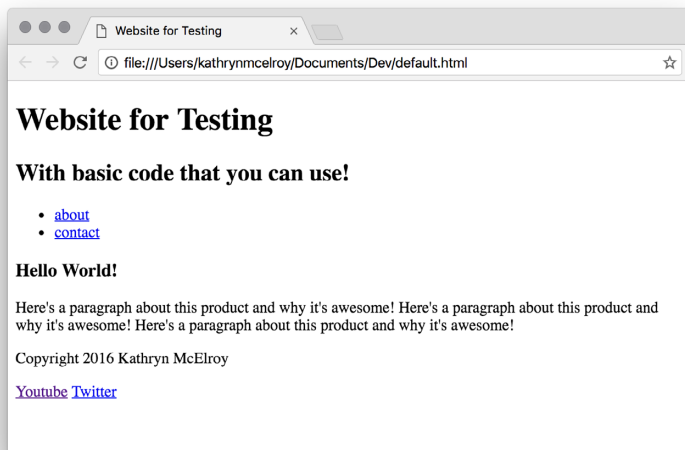 Website for Testing
file:///Users/kathrynmcelroy/Documents/Dev/default.html
Website for Testing
With basic code that you can use!
about
contact
Hello World!
Here's a paragraph about this product and why it's awesome! Here's a paragraph about this product and
why it's awesome! Here's a paragraph about this product and why it's awesome!
Copyright 2016 Kathryn McElroy
Youtube Twitter